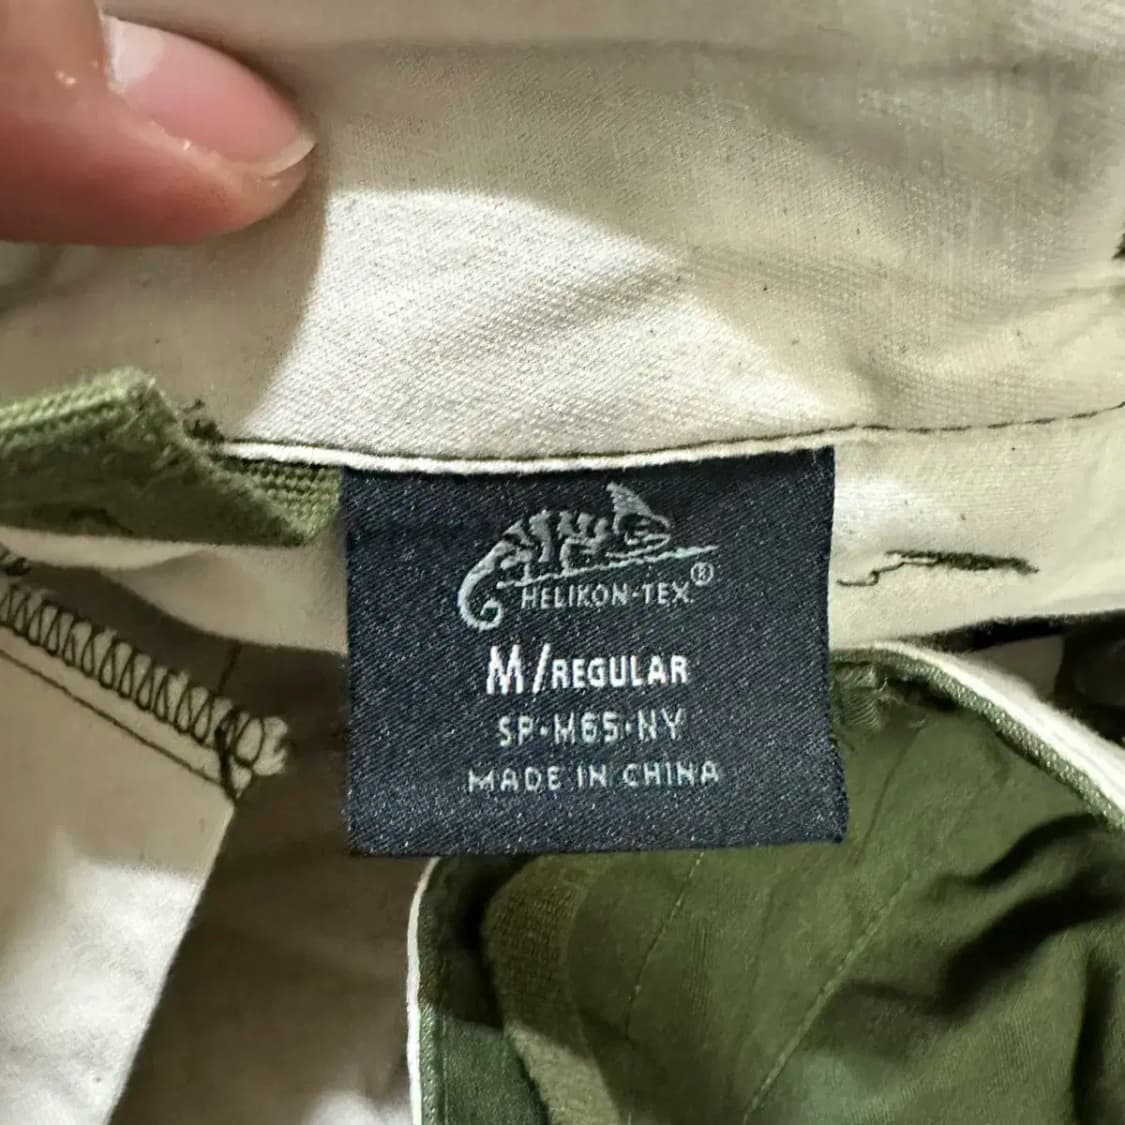 HELIKON-TEX®
M/REGULAR
SP·M65·NY
MADE IN CHINA